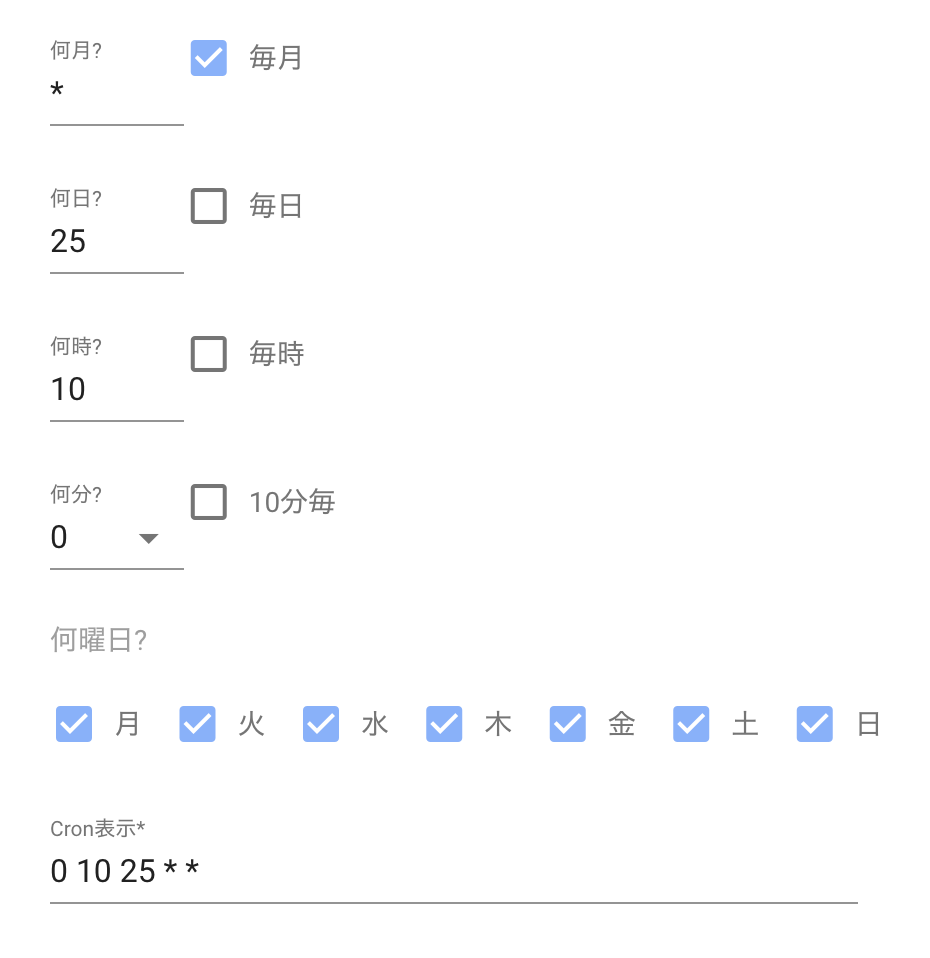 何月?
* 毎月
何日?
25 毎日
何時?
10 毎時
何分?
0 10分毎
何曜日?
月 火 水 木 金 土 日
Cron表示*
0 10 25 * *